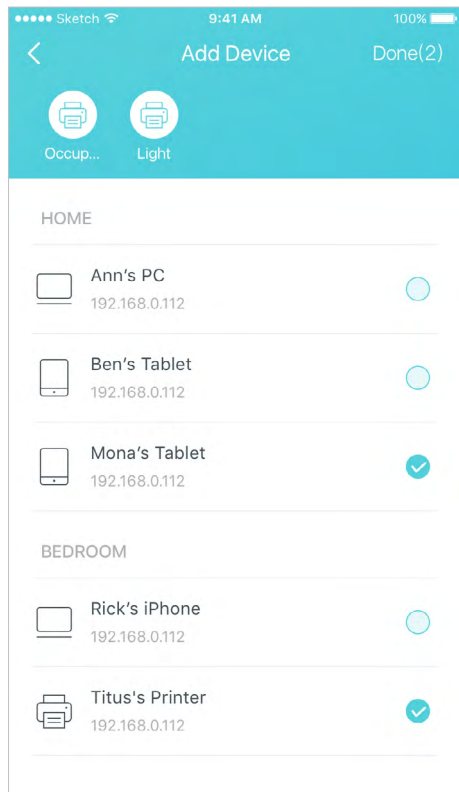 Sketch 9:41 AM 100%
Add Device Done(2)
Occup... Light
HOME
Ann's PC
192.168.0.112
Ben's Tablet
192.168.0.112
Mona's Tablet
192.168.0.112
BEDROOM
Rick’s iPhone
192.168.0.112
Titus's Printer
192.168.0.112